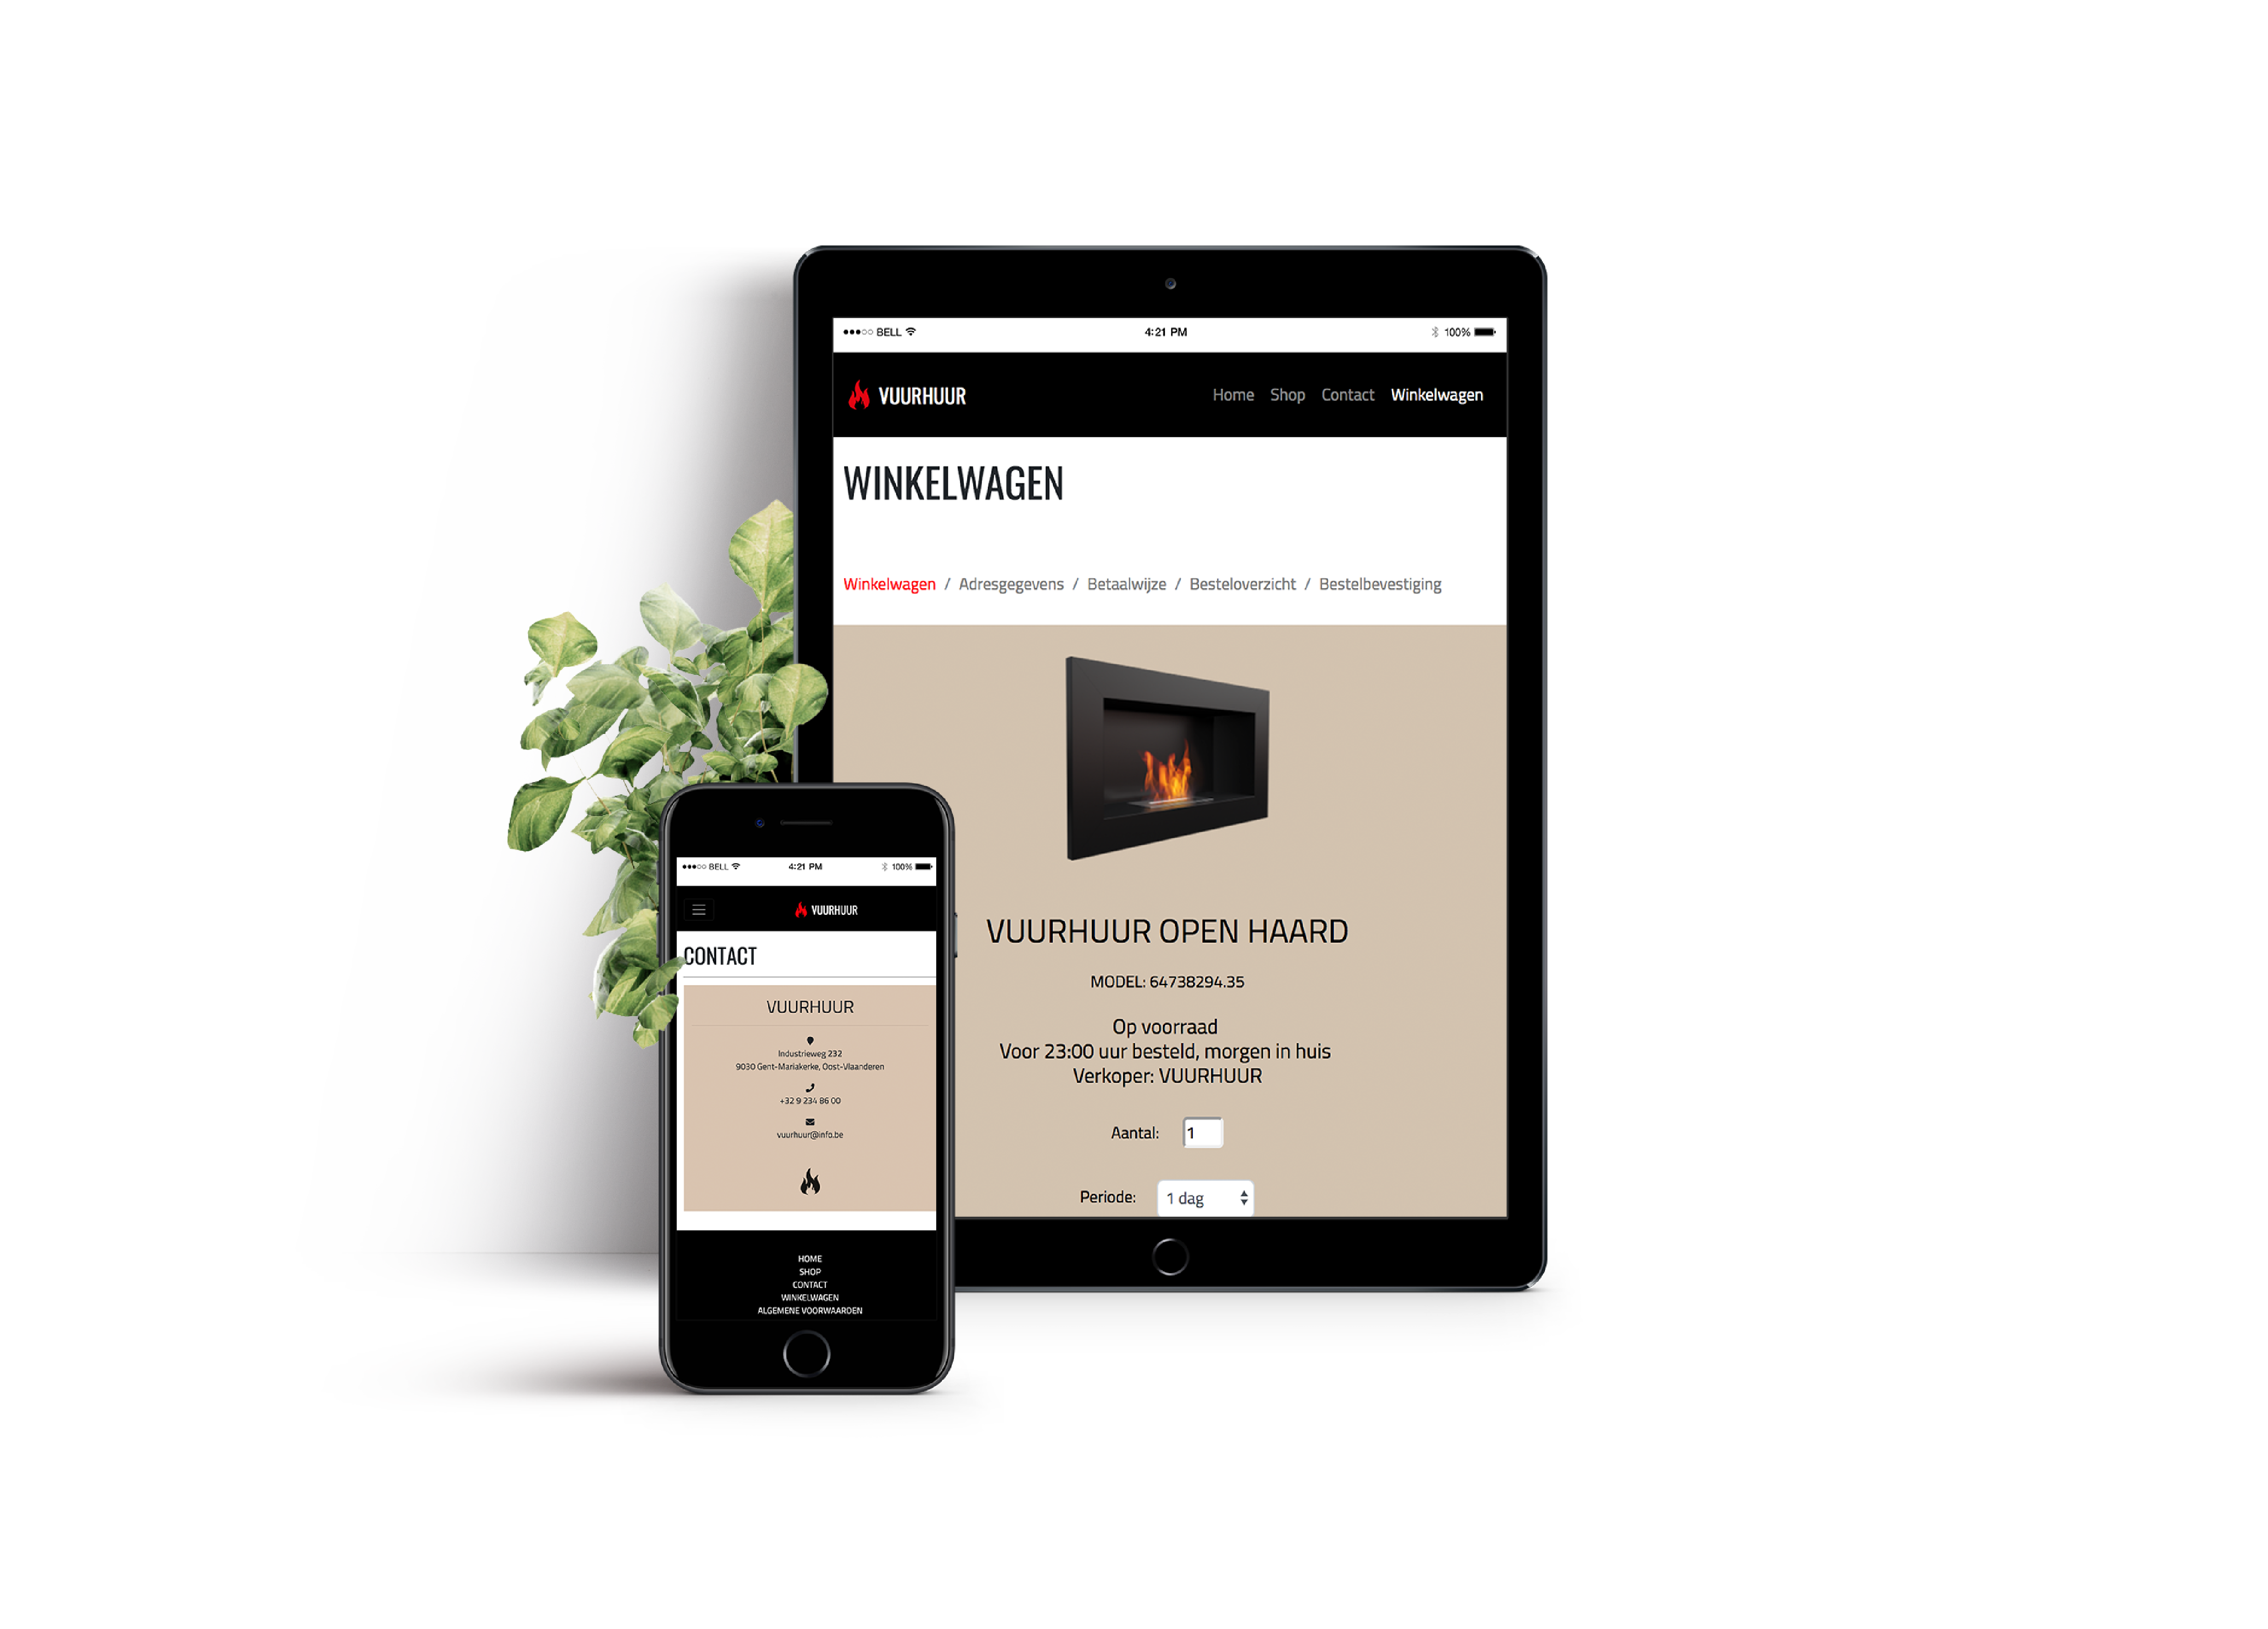 BELL 4:21 PM 100%
VUURHUUR Home Shop Contact Winkelwagen
WINKELWAGEN
Winkelwagen / Adresgegevens / Betaalwijze / Besteloverzicht / Bestelbevestiging
VUURHUUR OPEN HAARD
MODEL: 64738294.35
Op voorraad
Voor 23:00 uur besteld, morgen in huis
Verkoper: VUURHUUR
Aantal: 1
Periode: 1 dag
BELL 4:21 PM 100%
VUURHUUR
CONTACT
VUURHUUR
Industrieweg 232
9030 Gent-Mariakerke, Oost-Vlaanderen
+32 9 234 86 00
vuurhuur@info.be
HOME
SHOP
CONTACT
WINKELWAGEN
ALGEMENE VOORWAARDEN